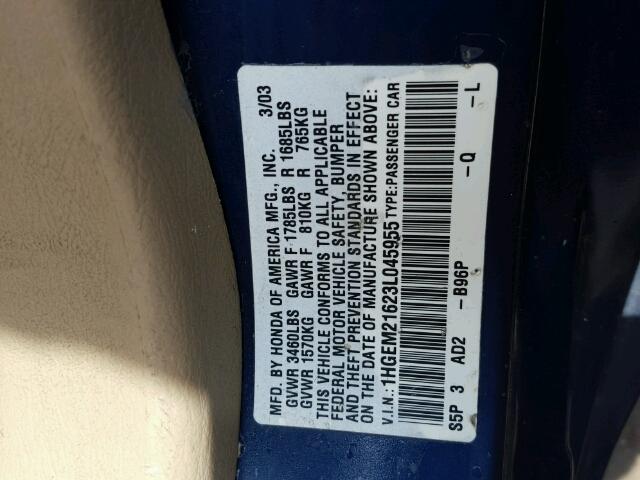 MFD. BY HONDA OF AMERICA MFG., INC. 3/03
GVWR 3460LBS GAWR F 1785LBS R 1685LBS
GVWR 1570KG GAWR F 810KG R 765KG
THIS VEHICLE CONFORMS TO ALL APPLICABLE
FEDERAL MOTOR VEHICLE SAFETY, BUMPER
AND THEFT PREVENTION STANDARDS IN EFFECT
ON THE DATE OF MANUFACTURE SHOWN ABOVE:
V.I.N.: 1HGEM21623L045955 TYPE:PASSENGER CAR
S5P 3 AD2 -B96P -Q -L